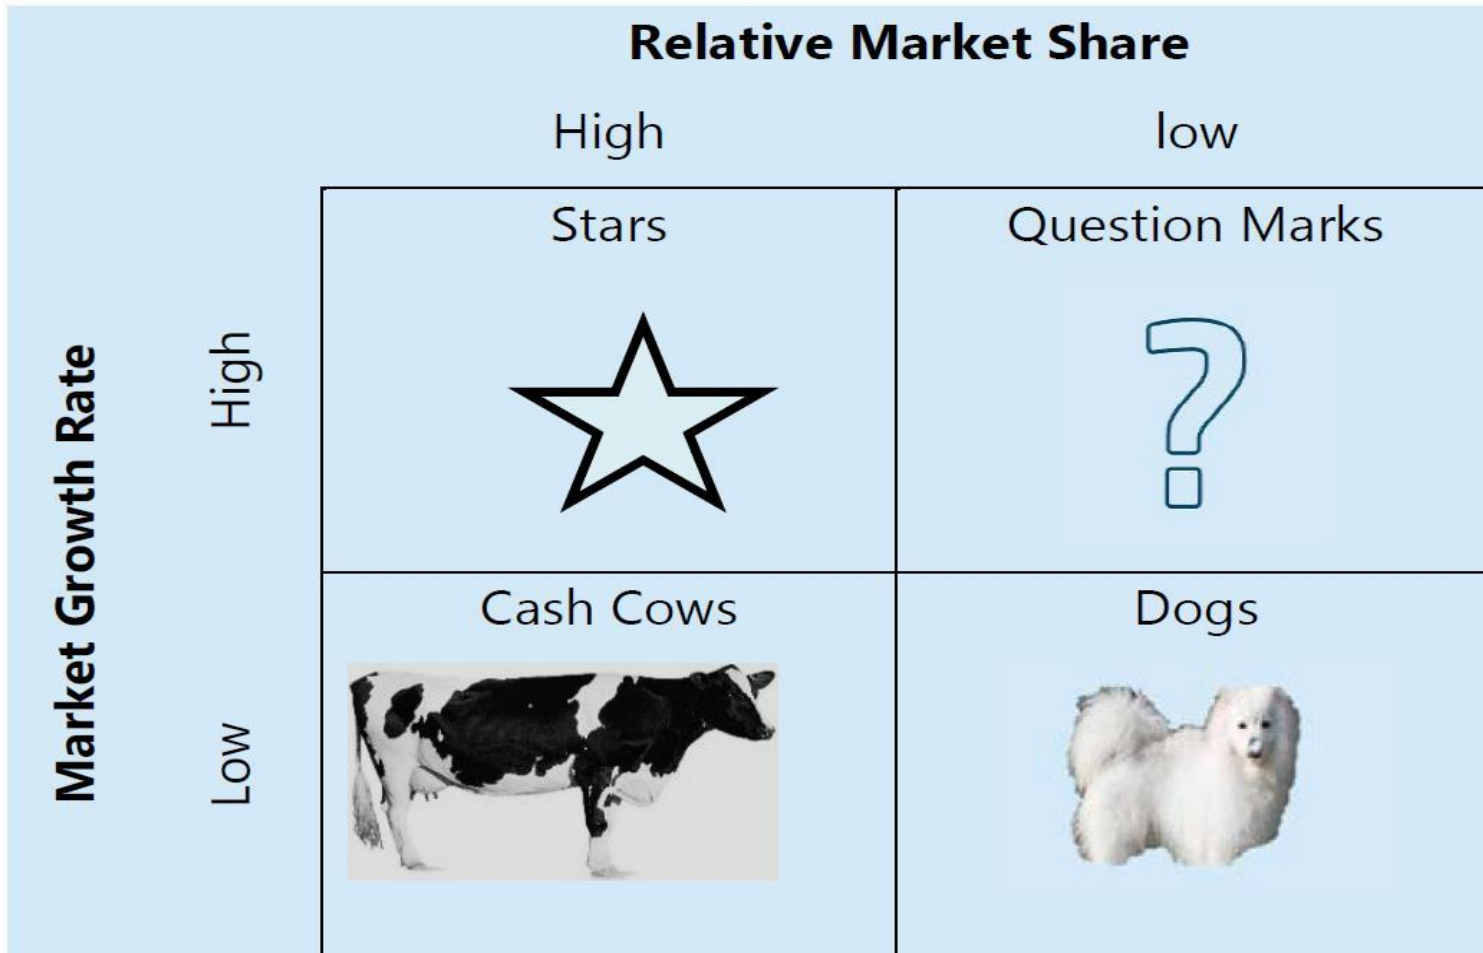 Relative Market Share
High
low
Stars
Question Marks
Market Growth Rate
High
Cash Cows
Dogs
Low